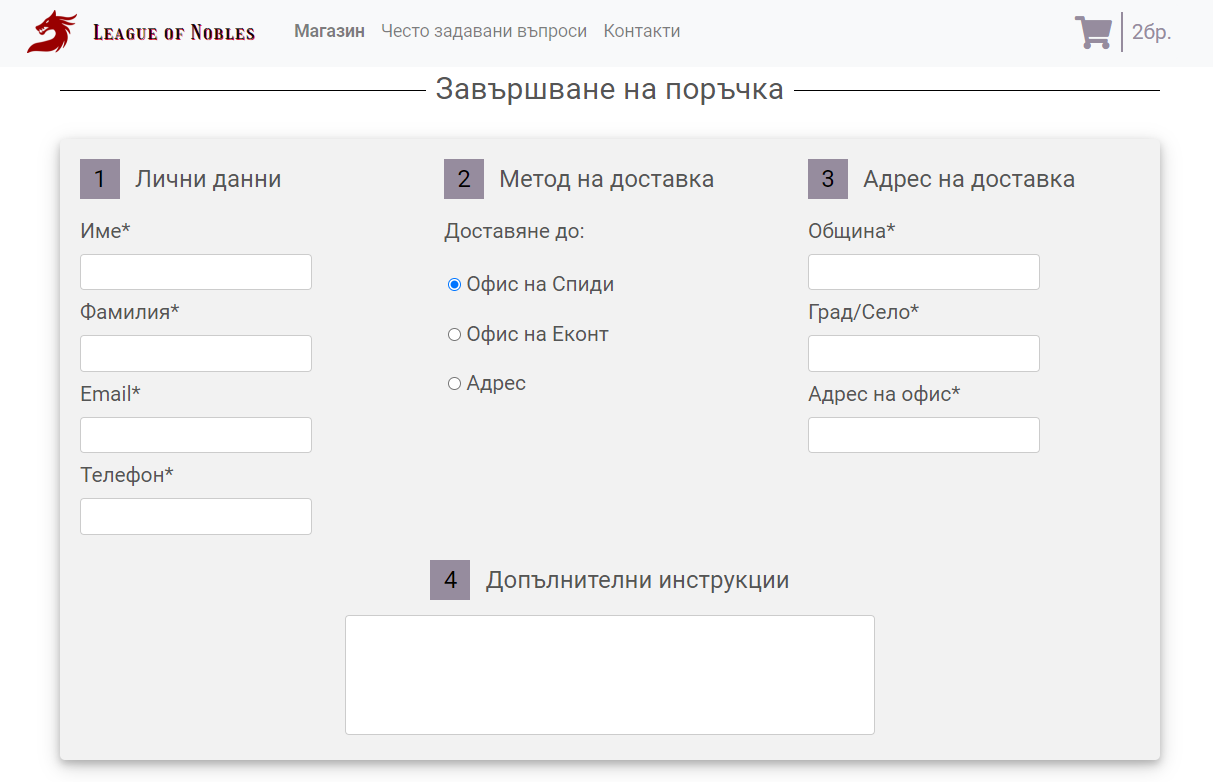 League of Nobles Магазин Често задавани въпроси Контакти 2бр.
Завършване на поръчка
1 Лични данни
Име*
Фамилия*
Email*
Телефон*
2 Метод на доставка
Доставяне до:
Офис на Спиди
Офис на Еконт
Адрес
3 Адрес на доставка
Община*
Град/Село*
Адрес на офис*
4 Допълнителни инструкции